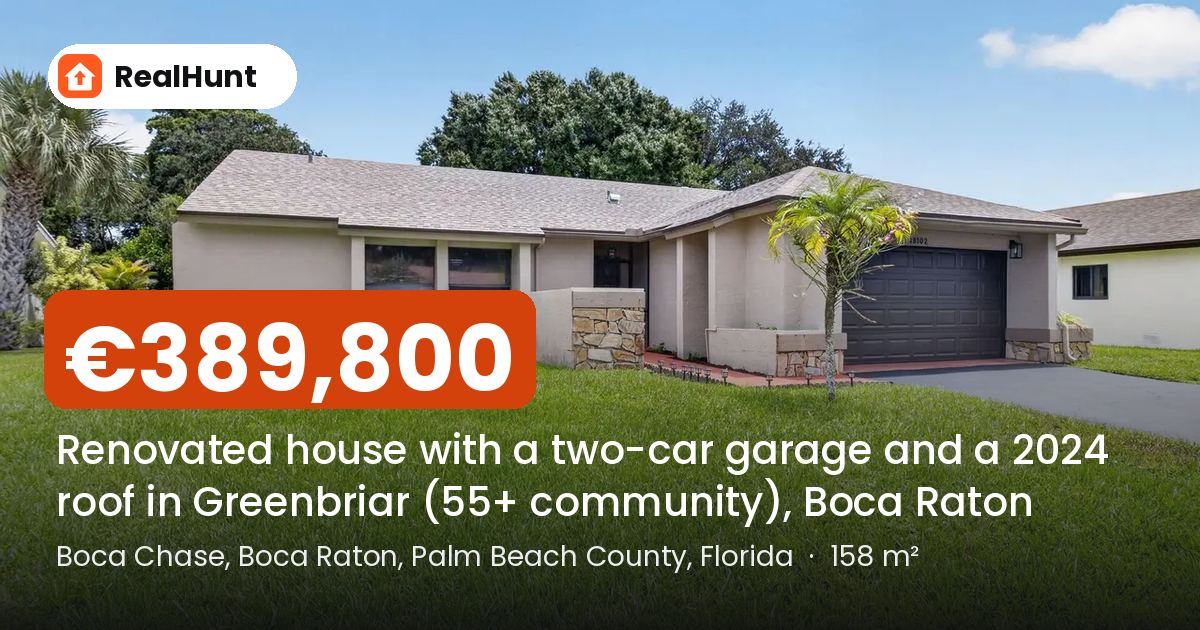 RealHunt
18102
€389,800
Renovated house with a two-car garage and a 2024
roof in Greenbriar (55+ community), Boca Raton
Boca Chase, Boca Raton, Palm Beach County, Florida · 158 m²